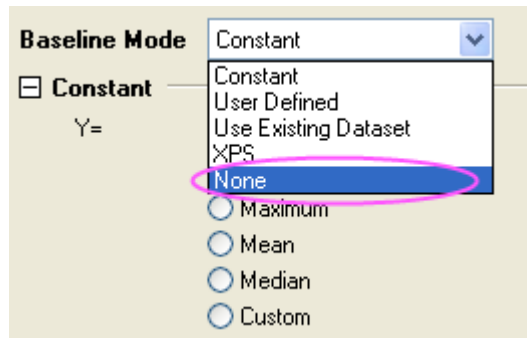 Baseline Mode Constant
Constant
Constant
User Defined
Y=
Use Existing Dataset
XPS
None
Maximum
Mean
Median
Custom